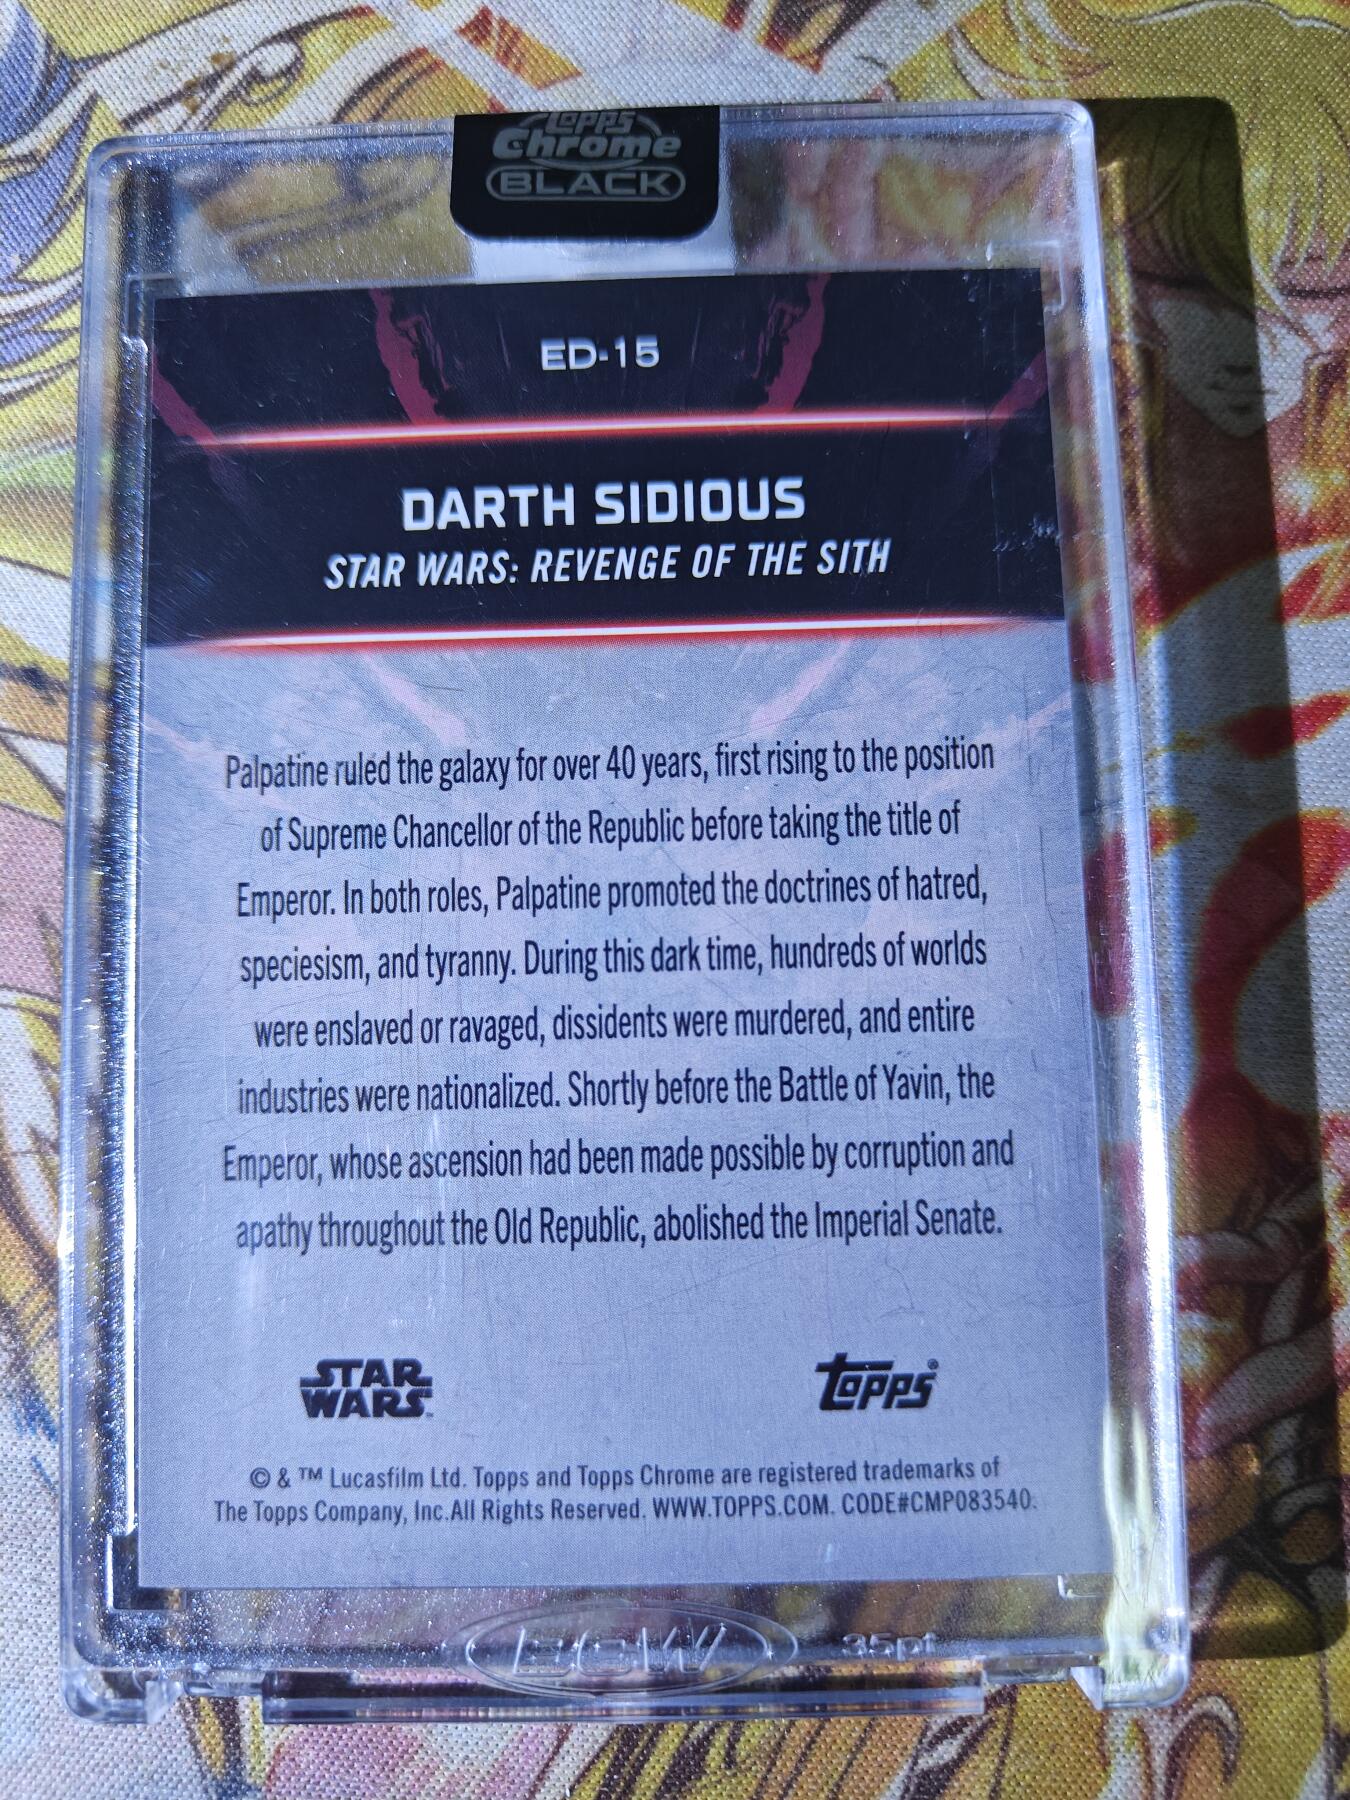 Topps
Chrome
BLACK
ED-15
DARTH SIDIOUS
STAR WARS: REVENGE OF THE SITH
Palpatine ruled the galaxy for over 40 years, first rising to the position
of Supreme Chancellor of the Republic before taking the title of
Emperor. In both roles, Palpatine promoted the doctrines of hatred,
speciesism, and tyranny. During this dark time, hundreds of worlds
were enslaved or ravaged, dissidents were murdered, and entire
industries were nationalized. Shortly before the Battle of Yavin, the
Emperor, whose ascension had been made possible by corruption and
apathy throughout the Old Republic, abolished the Imperial Senate.
STAR
WARS
Topps®
© & ™ Lucasfilm Ltd. Topps and Topps Chrome are registered trademarks of
The Topps Company, Inc.All Rights Reserved. WWW.TOPPS.COM. CODE#CMP083540.
BCW
35pt